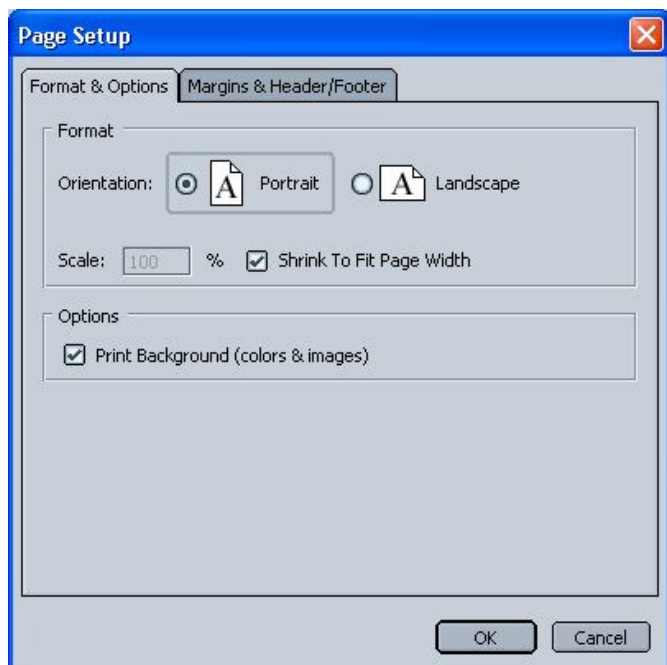 Page Setup
Format & Options Margins & Header/Footer
Format
Orientation: A Portrait A Landscape
Scale: 100 % Shrink To Fit Page Width
Options
Print Background (colors & images)
OK Cancel